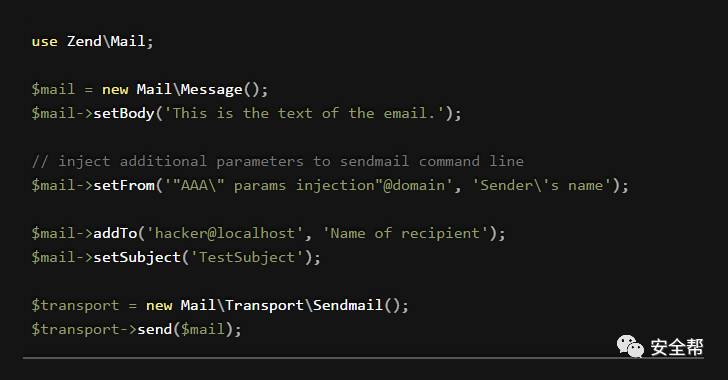 use Zend\Mail;
$mail = new Mail\Message();
$mail->setBody('This is the text of the email.');
// inject additional parameters to sendmail command line
$mail->setFrom('"AAA\" params injection"@domain', 'Sender\'s name');
$mail->addTo('hacker@localhost', 'Name of recipient');
$mail->setSubject('TestSubject');
$transport = new Mail\Transport\Sendmail();
$transport->send($mail);
安全帮